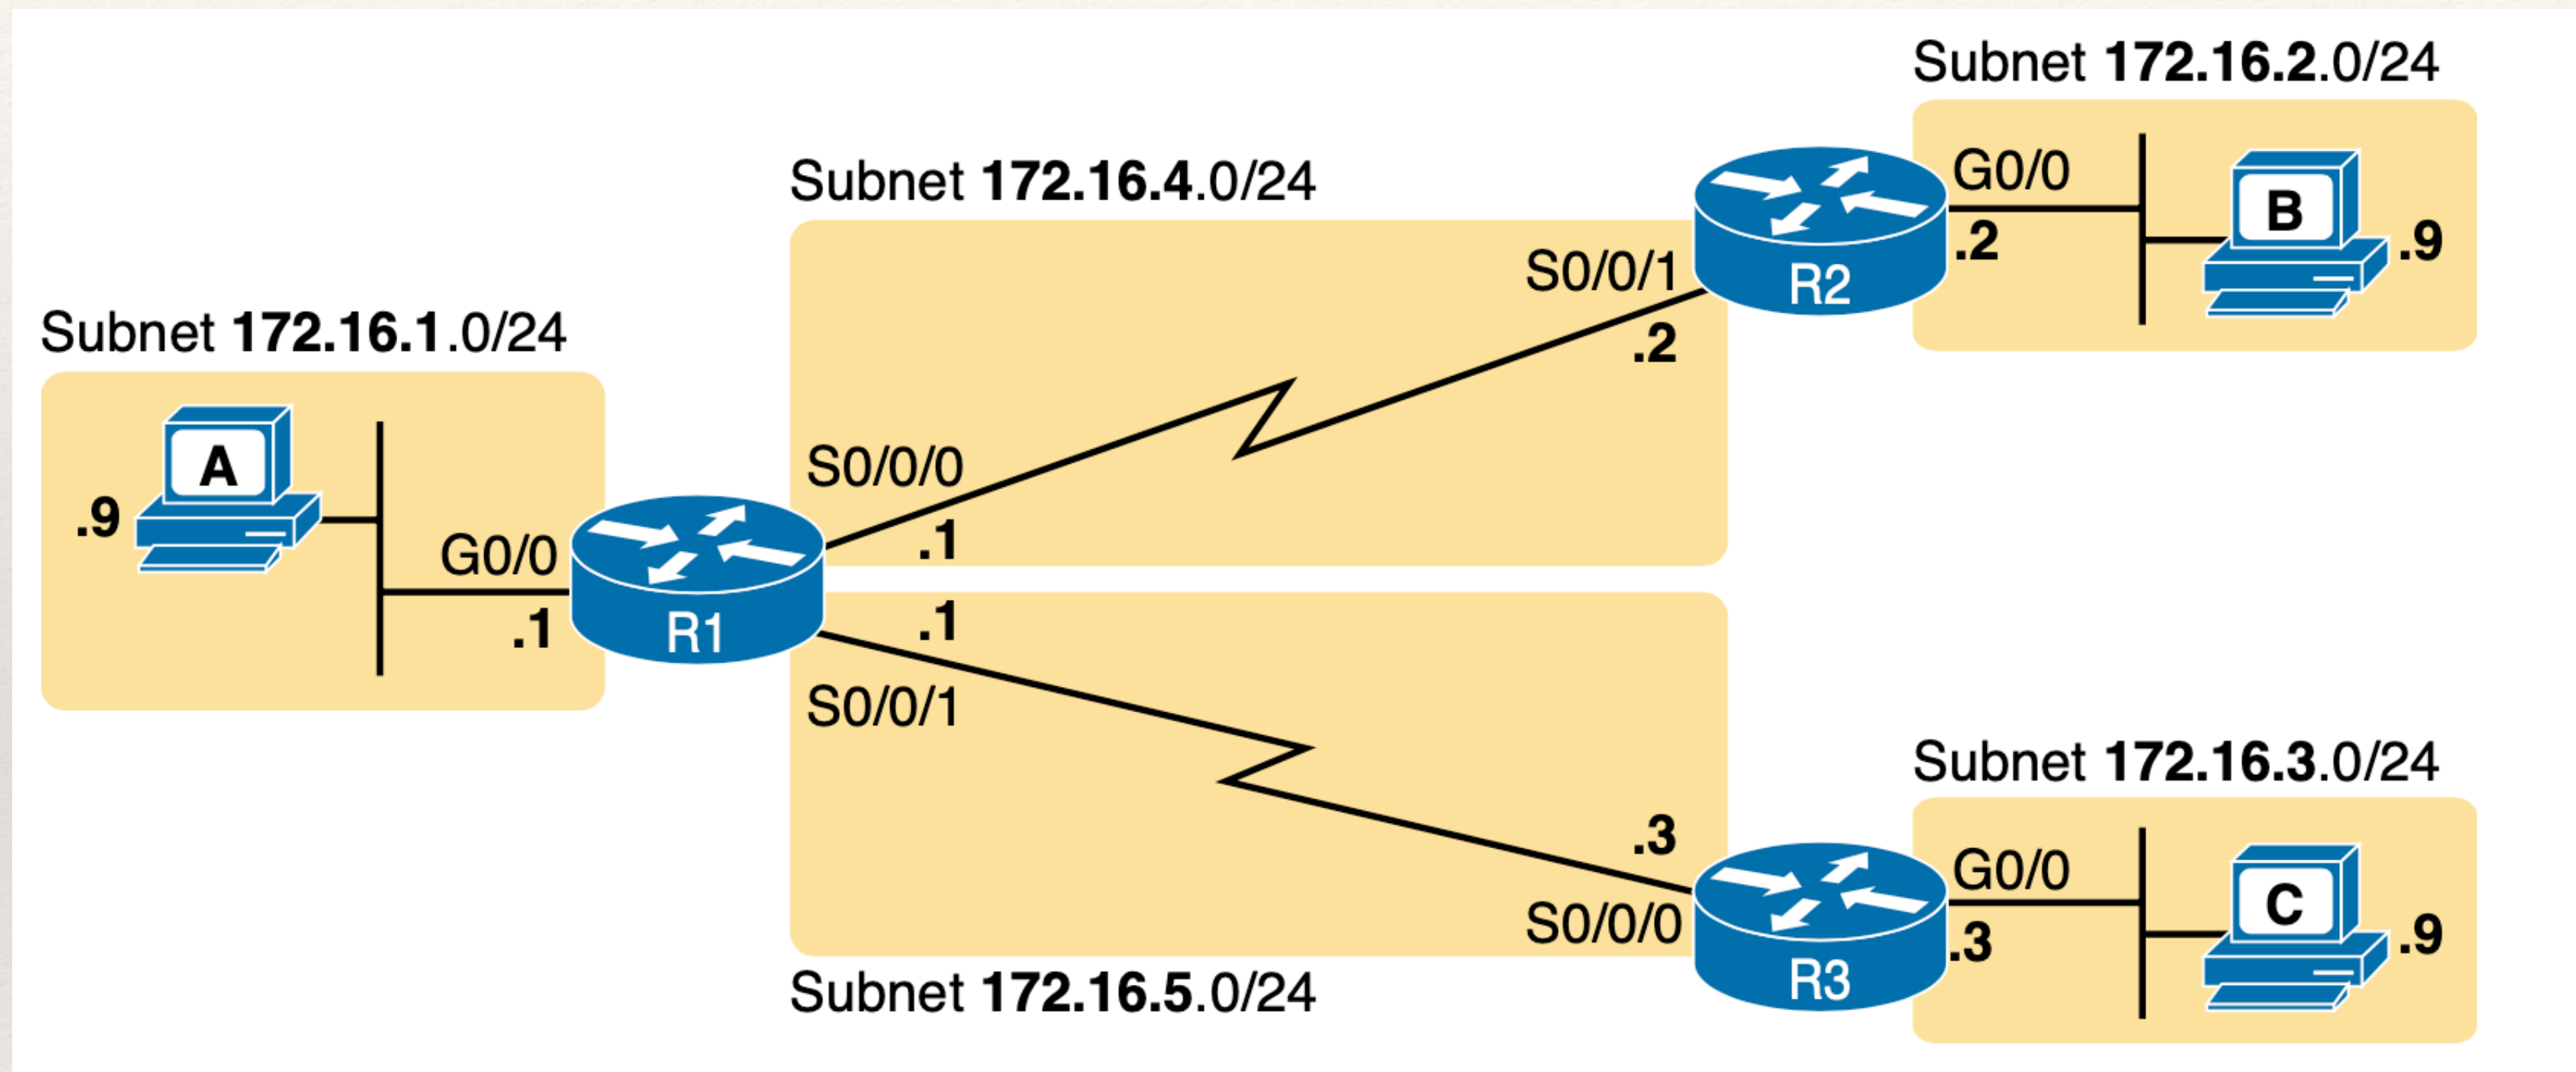 Subnet 172.16.2.0/24
G0/0
B
.2
.9
R2
Subnet 172.16.4.0/24
S0/0/1
.2
S0/0/0
.1
Subnet 172.16.1.0/24
A
.9
G0/0
.1
R1
.1
S0/0/1
.3
S0/0/0
Subnet 172.16.5.0/24
Subnet 172.16.3.0/24
G0/0
C
.3
.9
R3